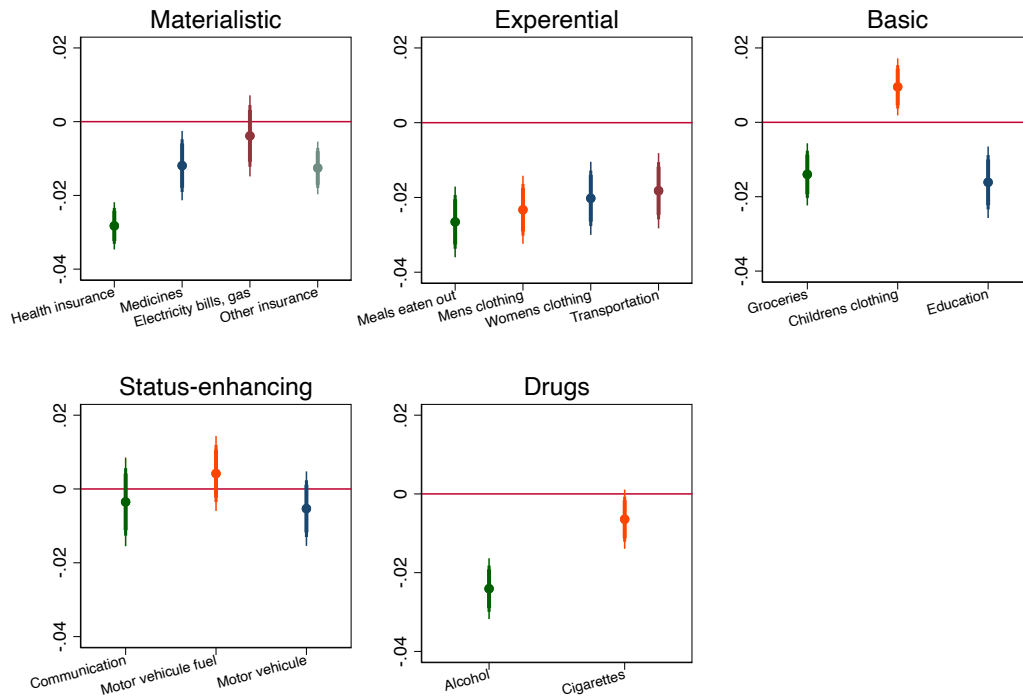 Materialistic
.02
0
-.02
-.04
Health insurance
Medicines
Electricity bills, gas
Other insurance
Experential
.02
0
-.02
-.04
Meals eaten out
Mens clothing
Womens clothing
Transportation
Basic
.02
0
-.02
-.04
Groceries
Childrens clothing
Education
Status-enhancing
.02
0
-.02
-.04
Communication
Motor vehicule fuel
Motor vehicule
Drugs
.02
0
-.02
-.04
Alcohol
Cigarettes